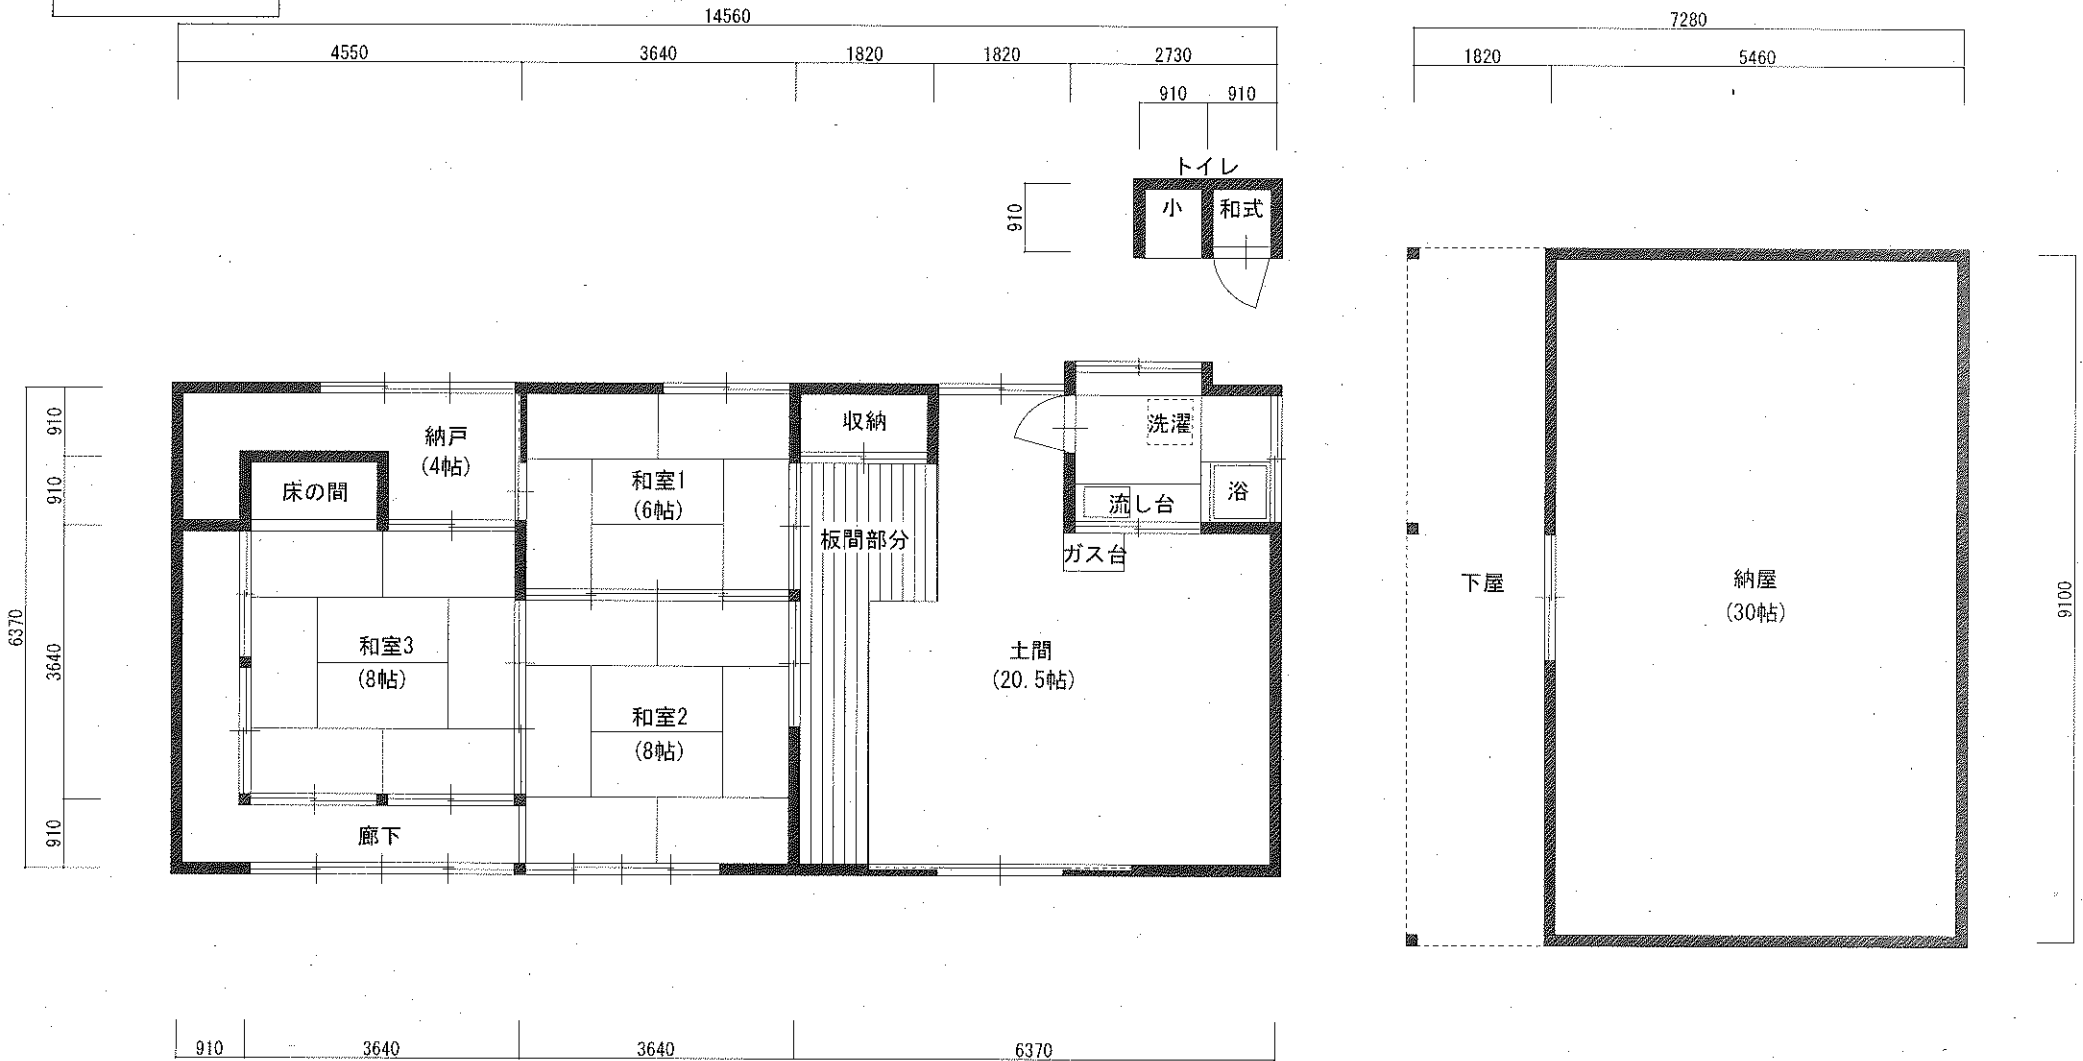 14560
7280
4550
3640
1820
1820
2730
1820
5460
910
910
トイレ
小
和式
910
910
910
3640
910
6370
収納
洗濯
納戸
(4帖)
床の間
和室1
(6帖)
流し台
浴
板間部分
ガス台
和室3
(8帖)
和室2
(8帖)
土間
(20.5帖)
廊下
下屋
納屋
(30帖)
9100
910
3640
3640
6370